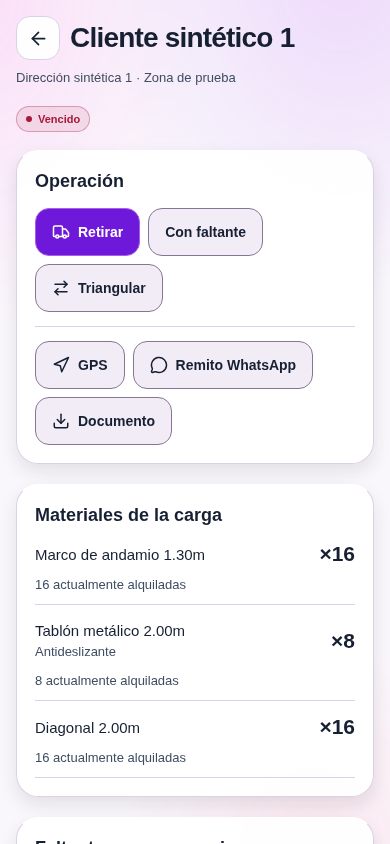 Cliente sintético 1
Dirección sintética 1 · Zona de prueba
Vencido
Operación
Retirar
Con faltante
Triangular
GPS
Remito WhatsApp
Documento
Materiales de la carga
Marco de andamio 1.30m ×16
16 actualmente alquiladas
Tablón metálico 2.00m ×8
Antideslizante
8 actualmente alquiladas
Diagonal 2.00m ×16
16 actualmente alquiladas